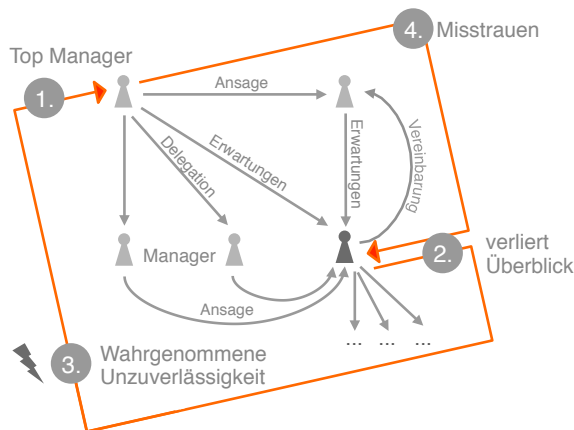 4.
Misstrauen
Top Manager
1.
Ansage
Delegation
Erwartungen
Erwartungen
Vereinbarung
Manager
2.
verliert
Überblick
Ansage
... ... ...
3.
Wahrgenommene
Unzuverlässigkeit